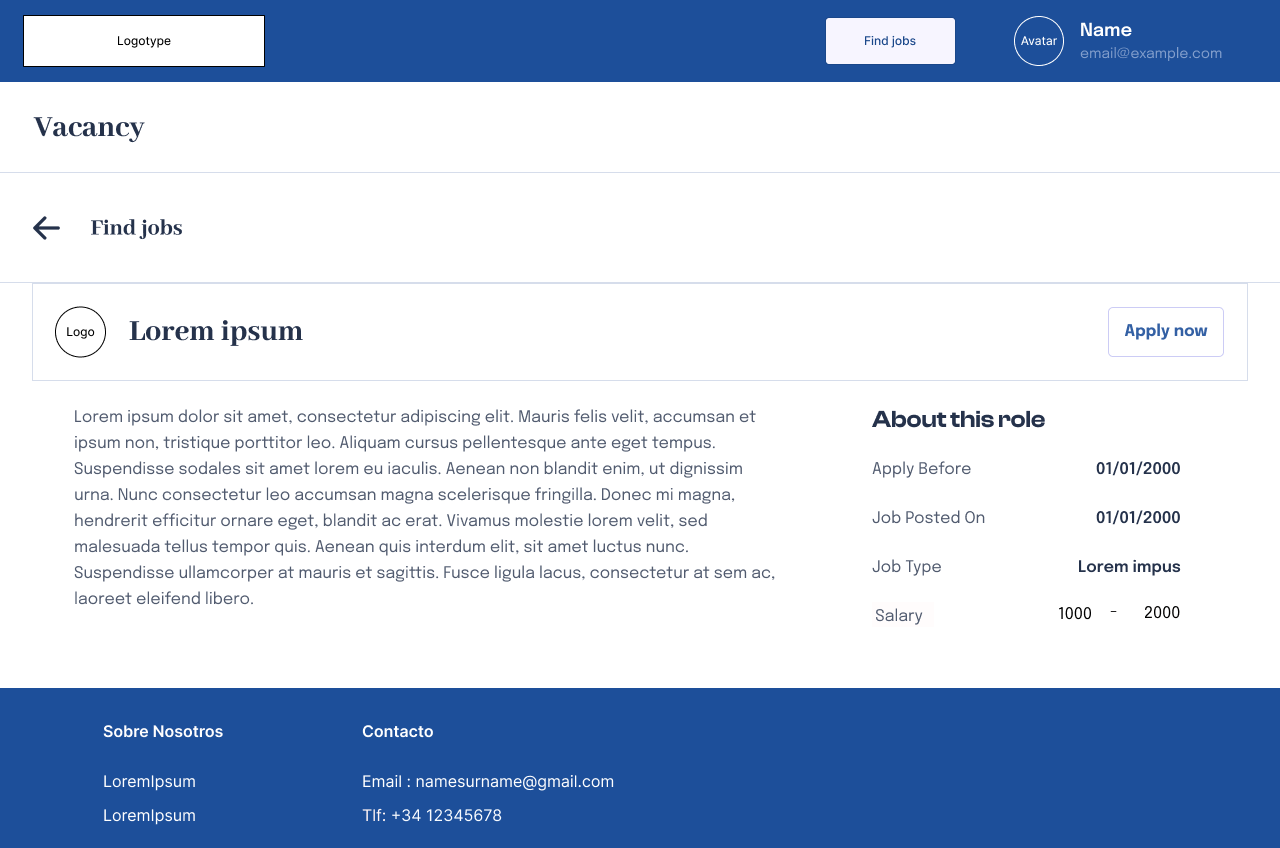 Logotype
Find jobs
Avatar
Name
email@example.com
Vacancy
Find jobs
Logo
Lorem ipsum
Apply now
Lorem ipsum dolor sit amet, consectetur adipiscing elit. Mauris felis velit, accumsan et
ipsum non, tristique porttitor leo. Aliquam cursus pellentesque ante eget tempus.
Suspendisse sodales sit amet lorem eu iaculis. Aenean non blandit enim, ut dignissim
urna. Nunc consectetur leo accumsan magna scelerisque fringilla. Donec mi magna,
hendrerit efficitur ornare eget, blandit ac erat. Vivamus molestie lorem velit, sed
malesuada tellus tempor quis. Aenean quis interdum elit, sit amet luctus nunc.
Suspendisse ullamcorper at mauris et sagittis. Fusce ligula lacus, consectetur at sem ac,
laoreet eleifend libero.
About this role
Apply Before 01/01/2000
Job Posted On 01/01/2000
Job Type Lorem impus
Salary 1000 - 2000
Sobre Nosotros
LoremIpsum
LoremIpsum
Contacto
Email : namesurname@gmail.com
Tlf: +34 12345678